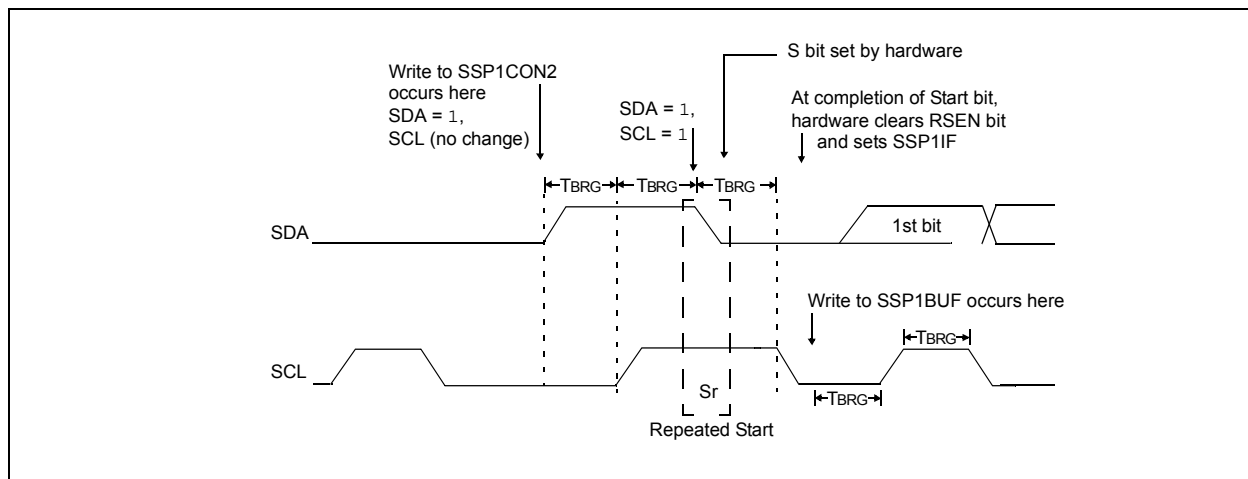 S bit set by hardware
Write to SSP1CON2
occurs here
SDA = 1,
SCL (no change)
SDA = 1,
SCL = 1
At completion of Start bit,
hardware clears RSEN bit
and sets SSP1IF
TBRG
TBRG
TBRG
SDA
1st bit
Write to SSP1BUF occurs here
TBRG
SCL
Sr
TBRG
Repeated Start